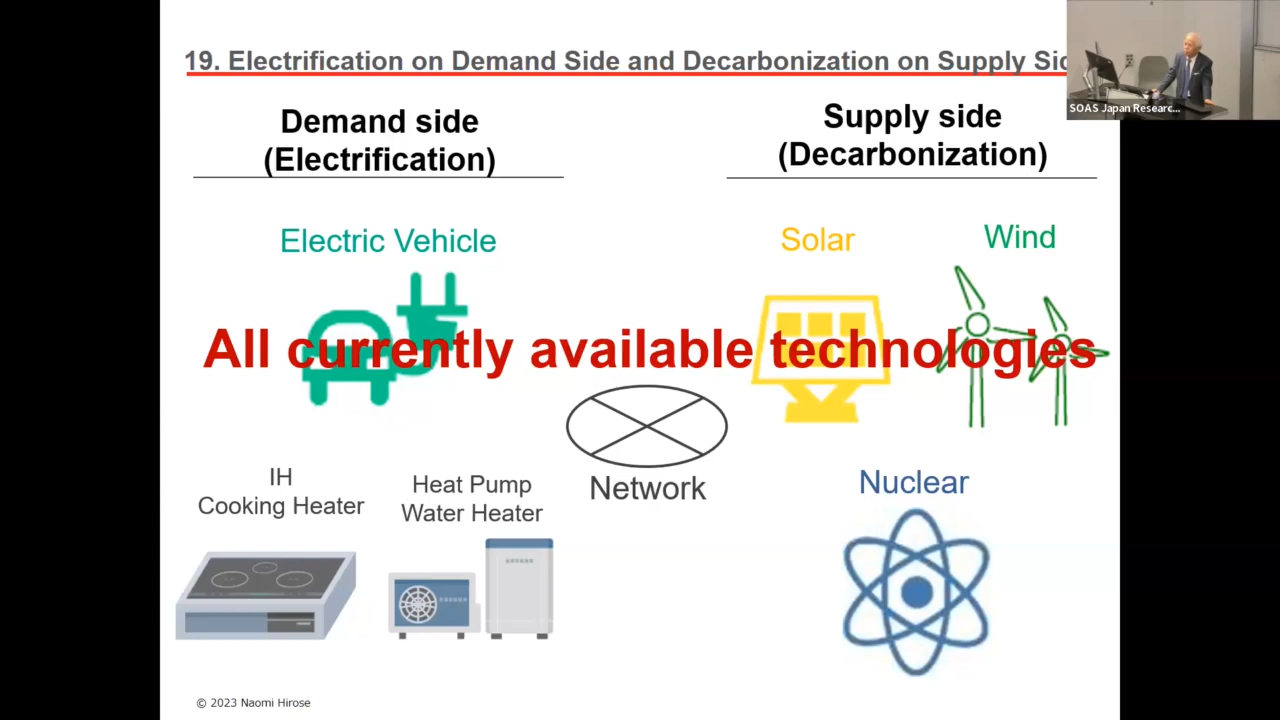 19. Electrification on Demand Side and Decarbonization on Supply Sid
SOAS Japan Researc...
Demand side
(Electrification)
Supply side
(Decarbonization)
Electric Vehicle
Solar
Wind
All currently available technologies
IH
Cooking Heater
Heat Pump
Water Heater
Network
Nuclear
© 2023 Naomi Hirose